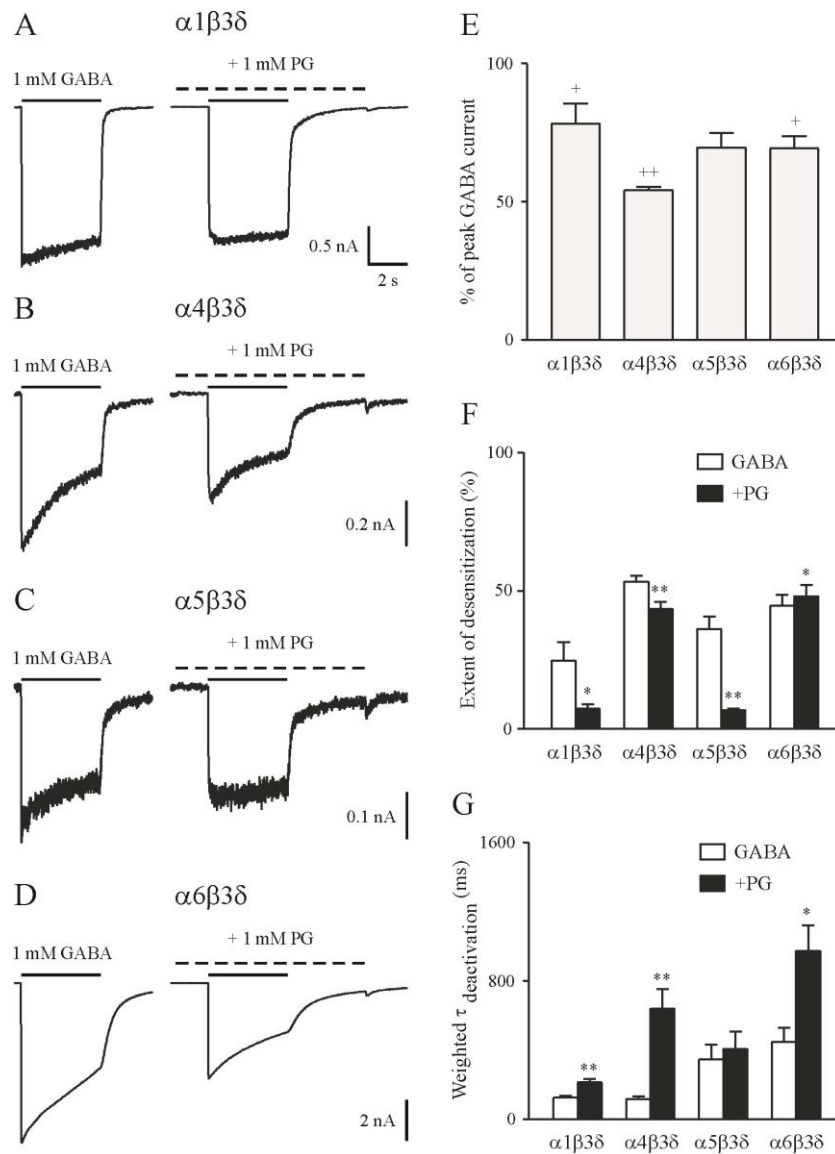 A
α1β3δ
1 mM GABA
+ 1 mM PG
0.5 nA
2 s
B
α4β3δ
1 mM GABA
+ 1 mM PG
0.2 nA
C
α5β3δ
1 mM GABA
+ 1 mM PG
0.1 nA
D
α6β3δ
1 mM GABA
+ 1 mM PG
2 nA
E
% of peak GABA current
100
50
0
+
++
+
α1β3δ α4β3δ α5β3δ α6β3δ
F
Extent of desensitization (%)
100
50
0
GABA
+PG
*
**
**
*
α1β3δ α4β3δ α5β3δ α6β3δ
G
Weighted τ deactivation (ms)
1600
800
0
GABA
+PG
**
**
*
α1β3δ α4β3δ α5β3δ α6β3δ